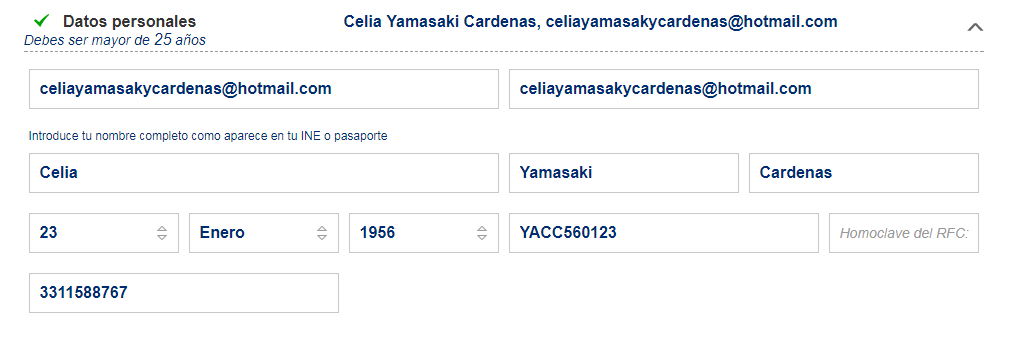 Datos personales Celia Yamasaki Cardenas, celiayamasakycardenas@hotmail.com
Debes ser mayor de 25 años
celiayamasakycardenas@hotmail.com celiayamasakycardenas@hotmail.com
Introduce tu nombre completo como aparece en tu INE o pasaporte
Celia Yamasaki Cardenas
23 Enero 1956 YACC560123 Homoclave del RFC:
3311588767